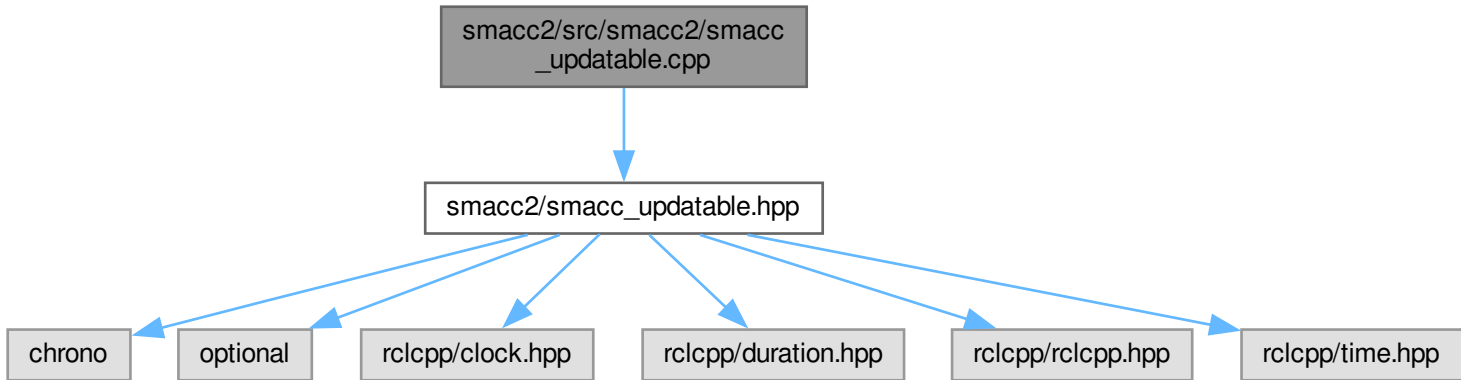 smacc2/src/smacc2/smacc
_updatable.cpp
smacc2/smacc_updatable.hpp
chrono
optional
rclcpp/clock.hpp
rclcpp/duration.hpp
rclcpp/rclcpp.hpp
rclcpp/time.hpp